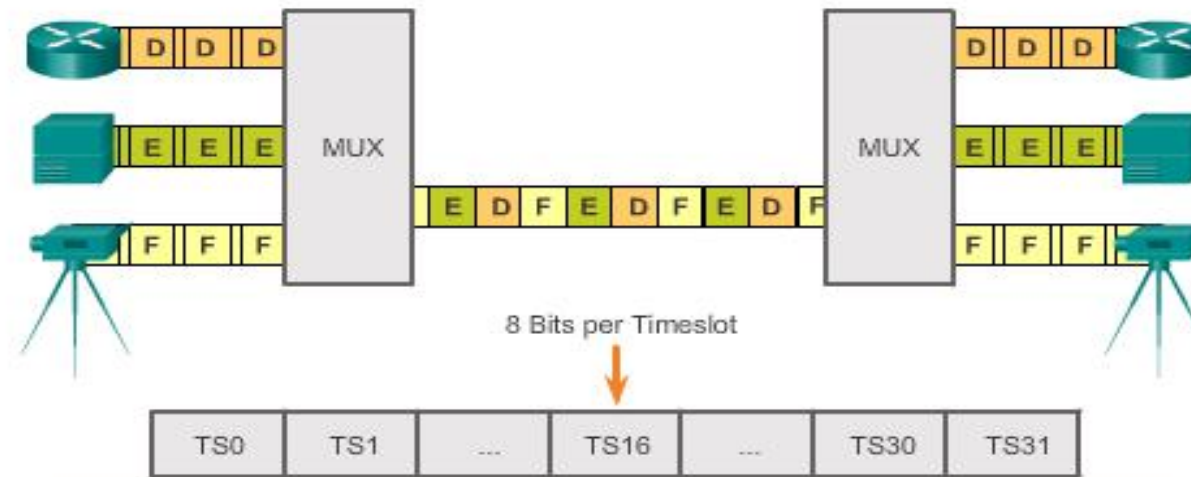 D D D
D D D
MUX
MUX
E E E
E E E
E D F E D F E D F
F F F
F F F
8 Bits per Timeslot
TS0 TS1 ... TS16 ... TS30 TS31